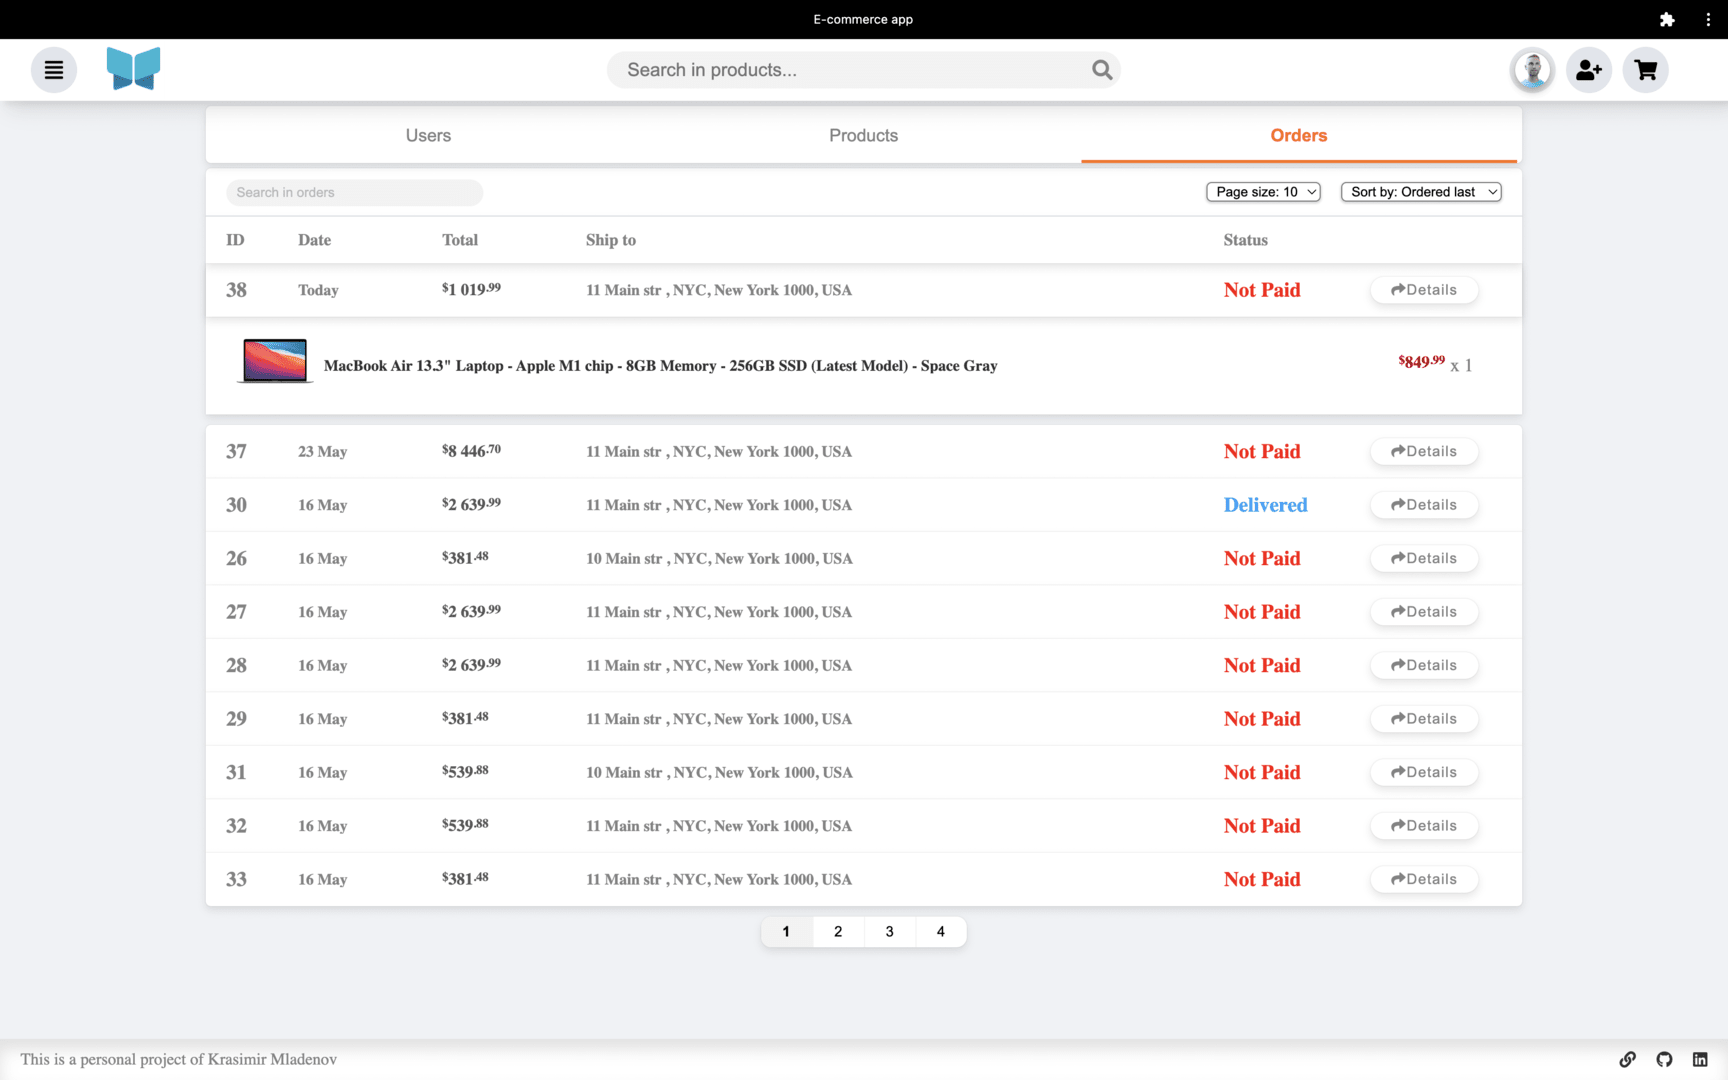 E-commerce app
Search in products...
Users Products Orders
Search in orders Page size: 10 Sort by: Ordered last
ID Date Total Ship to Status
38 Today $1 019.99 11 Main str , NYC, New York 1000, USA Not Paid Details
MacBook Air 13.3" Laptop - Apple M1 chip - 8GB Memory - 256GB SSD (Latest Model) - Space Gray $849.99 x 1
37 23 May $8 446.70 11 Main str , NYC, New York 1000, USA Not Paid Details
30 16 May $2 639.99 11 Main str , NYC, New York 1000, USA Delivered Details
26 16 May $381.48 10 Main str , NYC, New York 1000, USA Not Paid Details
27 16 May $2 639.99 11 Main str , NYC, New York 1000, USA Not Paid Details
28 16 May $2 639.99 11 Main str , NYC, New York 1000, USA Not Paid Details
29 16 May $381.48 11 Main str , NYC, New York 1000, USA Not Paid Details
31 16 May $539.88 10 Main str , NYC, New York 1000, USA Not Paid Details
32 16 May $539.88 11 Main str , NYC, New York 1000, USA Not Paid Details
33 16 May $381.48 11 Main str , NYC, New York 1000, USA Not Paid Details
1 2 3 4
This is a personal project of Krasimir Mladenov